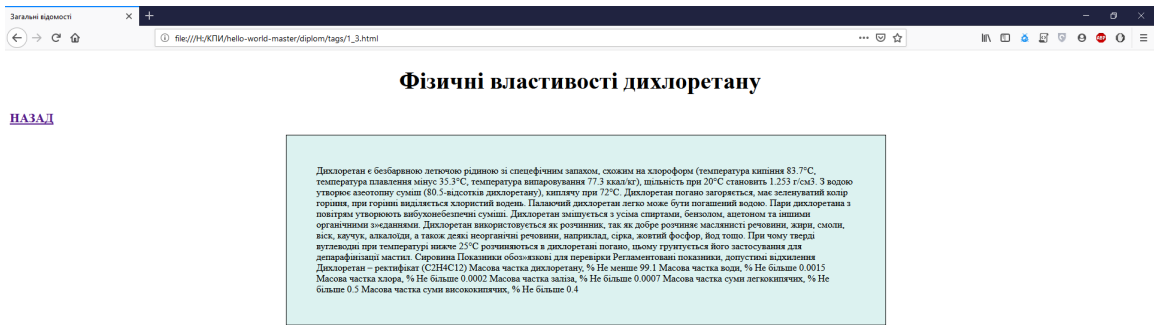 Загальні відомості
file:///H:/КПИ/hello-world-master/diplom/tags/1_3.html
ABP
Фізичні властивості дихлоретану
НАЗАД
Дихлоретан є безбарвною летючою рідиною зі спецефічним запахом, схожим на хлороформ (температура кипіння 83.7°С,
температура плавлення мінус 35.3°С, температура випаровування 77.3 ккал/кг), щільність при 20°С становить 1.253 г/см3. З водою
утворює азеотопну суміш (80.5-відсотків дихлоретану), киплячу при 72°С. Дихлоретан погано загоряється, має зеленуватий колір
горіння, при горінні виділяється хлористий водень. Палаючий дихлоретан легко може бути погашений водою. Пари дихлоретана з
повітрям утворюють вибухонебезпечні суміші. Дихлоретан змішується з усіма спиртами, бензолом, ацетоном та іншими
органічними з»єднаннями. Дихлоретан використовується як розчинник, так як добре розчиняє маслянисті речовини, жири, смоли,
віск, каучук, алкалоїди, а також деякі неорганічні речовини, наприклад, сірка, жовтий фосфор, йод тощо. При чому тверді
вуглеводні при температурі нижче 25°С розчиняються в дихлоретані погано, цьому грунтується його застосування для
депарафінізації мастил. Сировина Показники обоз»язкові для перевірки Регламентовані показники, допустимі відхилення
Дихлоретан – ректифікат (C2H4C12) Масова частка дихлоретану, % Не менше 99.1 Масова частка води, % Не більше 0.0015
Масова частка хлора, % Не більше 0.0002 Масова частка заліза, % Не більше 0.0007 Масова частка суми легкокипячих, % Не
більше 0.5 Масова частка суми висококипячих, % Не більше 0.4